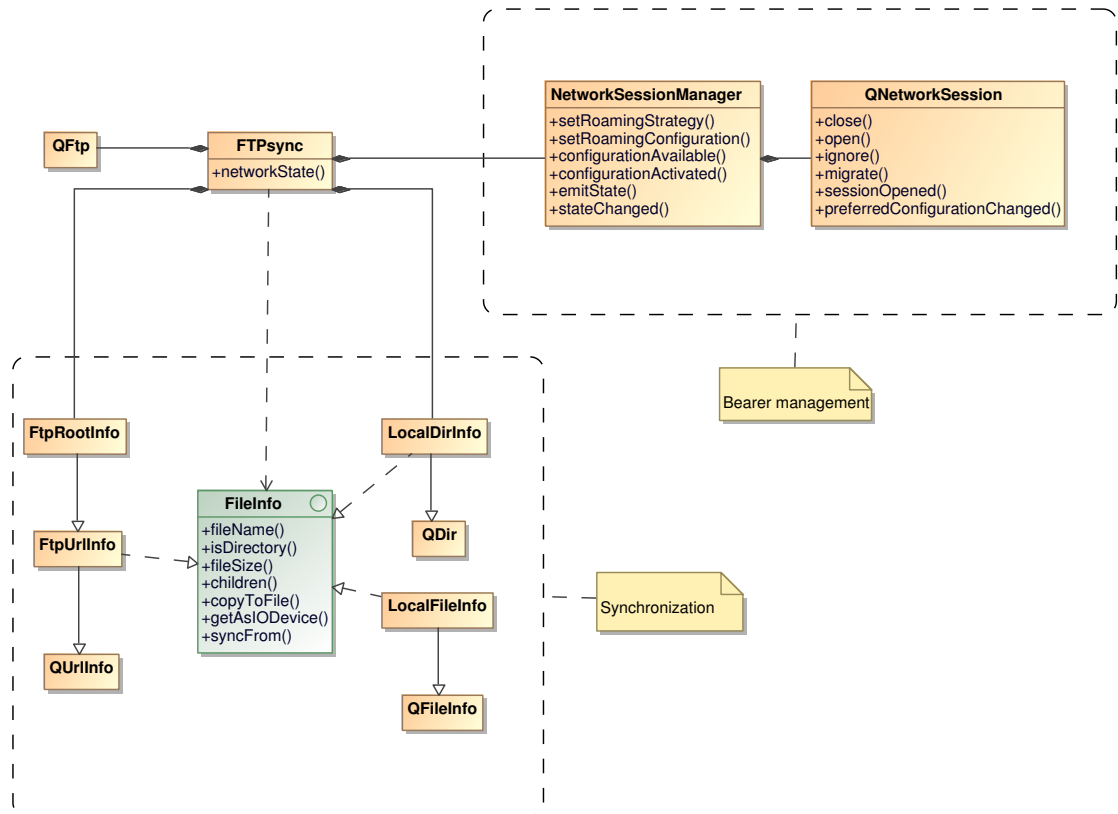 NetworkSessionManager
+setRoamingStrategy()
+setRoamingConfiguration()
+configurationAvailable()
+configurationActivated()
+emitState()
+stateChanged()
QNetworkSession
+close()
+open()
+ignore()
+migrate()
+sessionOpened()
+preferredConfigurationChanged()
QFtp
FTPsync
+networkState()
Bearer management
FtpRootInfo
LocalDirInfo
FileInfo
+fileName()
+isDirectory()
+fileSize()
+children()
+copyToFile()
+getAsIODevice()
+syncFrom()
QDir
FtpUrlInfo
LocalFileInfo
Synchronization
QUrlInfo
QFileInfo